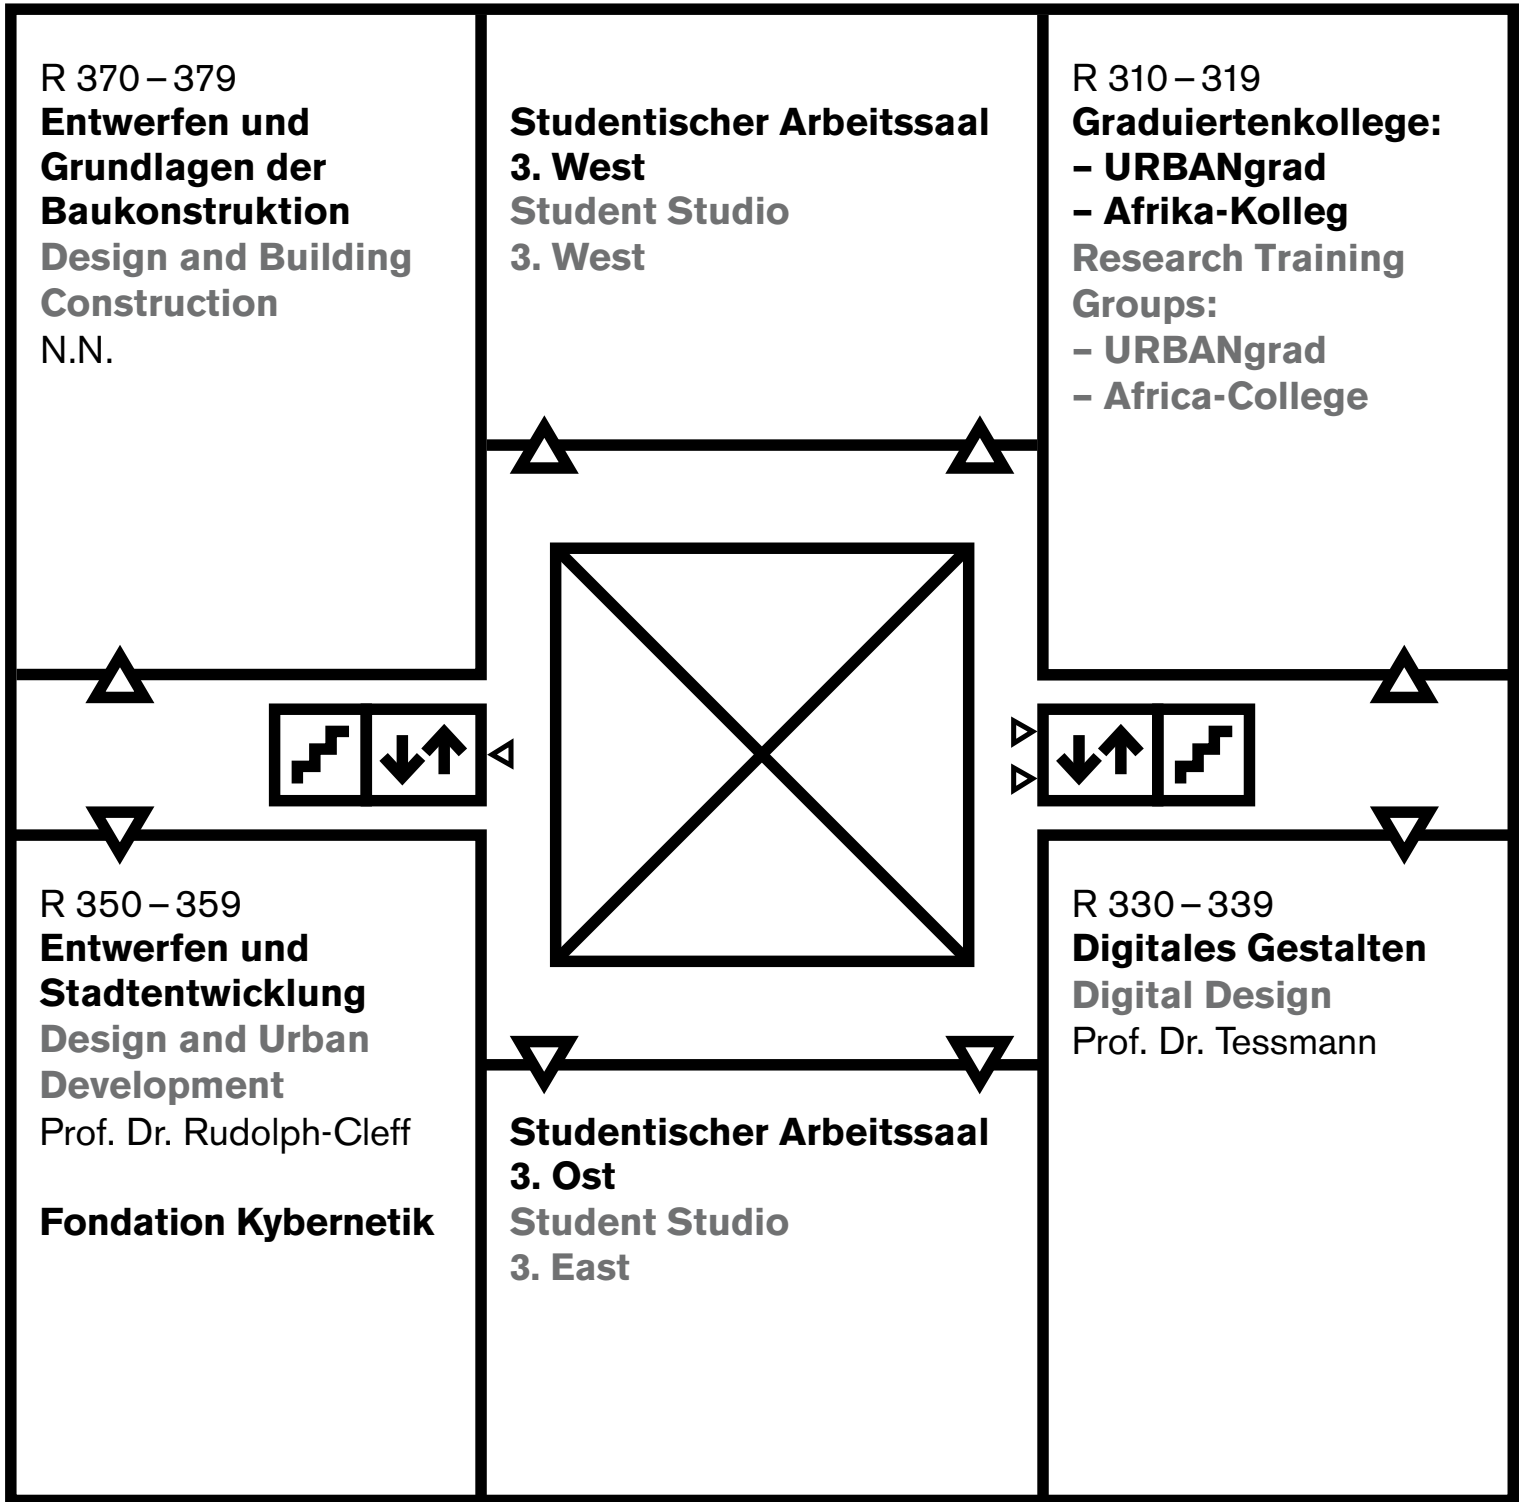 R 370 – 379
Entwerfen und
Grundlagen der
Baukonstruktion
Design and Building
Construction
N.N.
Studentischer Arbeitssaal
3. West
Student Studio
3. West
R 310 – 319
Graduiertenkollege:
– URBANgrad
– Afrika-Kolleg
Research Training
Groups:
– URBANgrad
– Africa-College
R 350 – 359
Entwerfen und
Stadtentwicklung
Design and Urban
Development
Prof. Dr. Rudolph-Cleff
Fondation Kybernetik
Studentischer Arbeitssaal
3. Ost
Student Studio
3. East
R 330 – 339
Digitales Gestalten
Digital Design
Prof. Dr. Tessmann